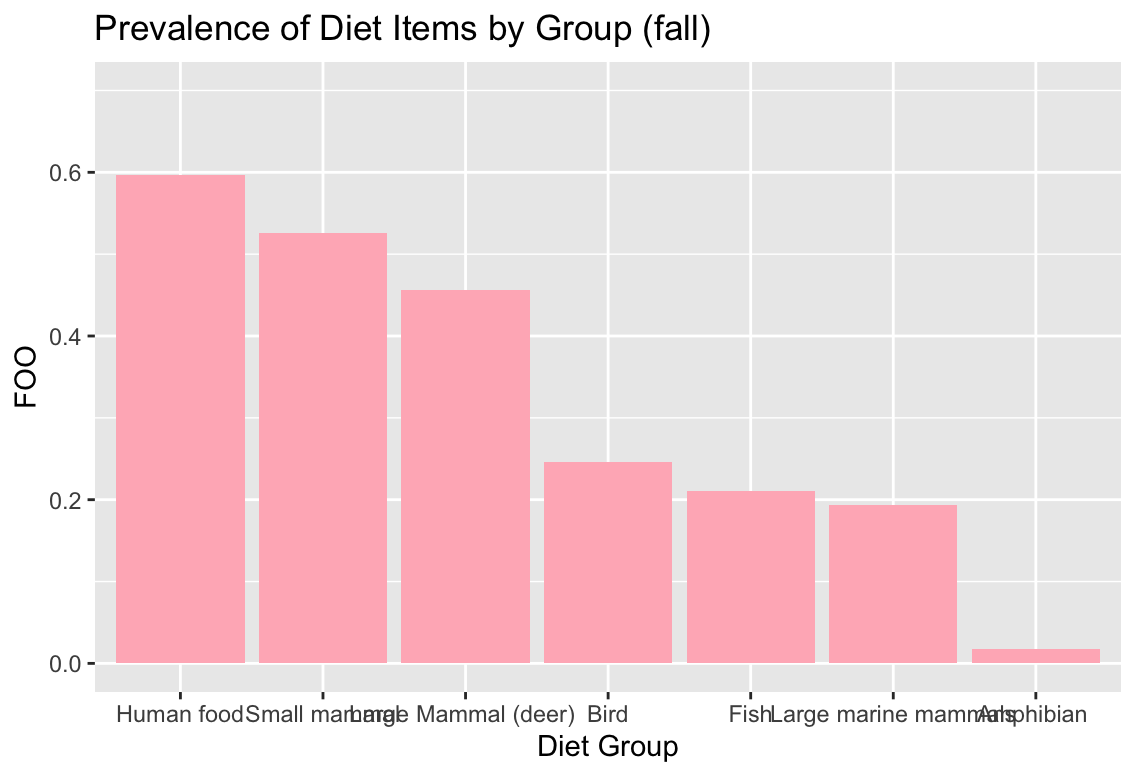 Prevalence of Diet Items by Group (fall)
FOO
0.6
0.4
0.2
0.0
Human food
Small mammal
Large Mammal (deer)
Bird
Fish
Large marine mammals
Amphibian
Diet Group